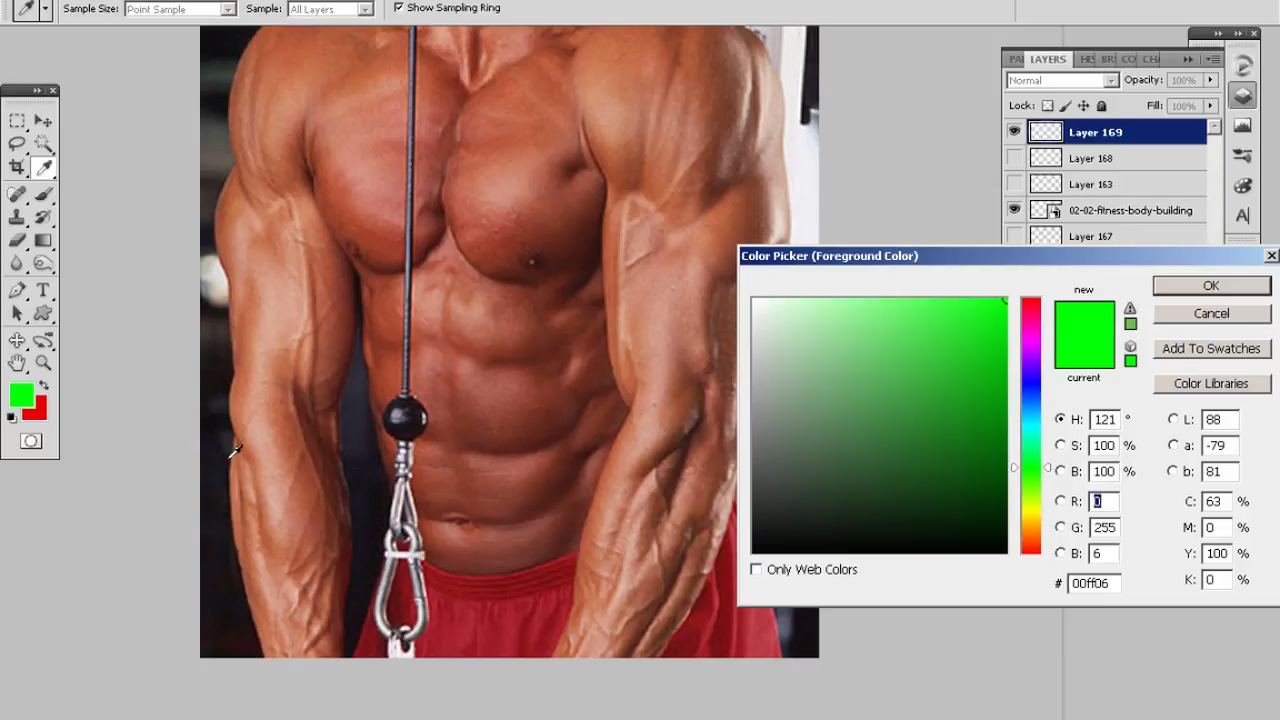 Sample Size: Point Sample Sample: All Layers Show Sampling Ring
LAYERS
Normal Opacity: 100%
Lock: Fill: 100%
Layer 169
Layer 168
Layer 163
02-02-fitness-body-building
Layer 167
Color Picker (Foreground Color)
new
current
OK
Cancel
Add To Swatches
Color Libraries
H: 121 ° L: 88
S: 100 % a: -79
B: 100 % b: 81
R: 0 C: 63 %
G: 255 M: 0 %
B: 6 Y: 100 %
# 00ff06 K: 0 %
Only Web Colors